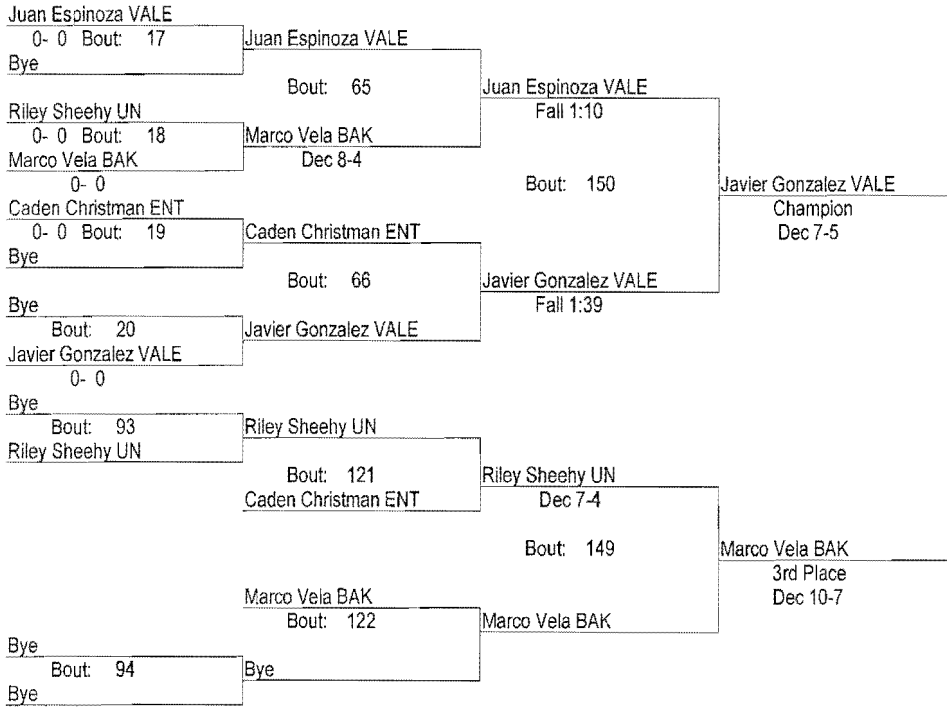 Juan Espinoza VALE
0- 0 Bout: 17
Bye
Juan Espinoza VALE
Bout: 65
Riley Sheehy UN
0- 0 Bout: 18
Marco Vela BAK
0- 0
Marco Vela BAK
Dec 8-4
Juan Espinoza VALE
Fall 1:10
Bout: 150
Caden Christman ENT
0- 0 Bout: 19
Bye
Caden Christman ENT
Bout: 66
Bye
Bout: 20
Javier Gonzalez VALE
0- 0
Javier Gonzalez VALE
Javier Gonzalez VALE
Fall 1:39
Javier Gonzalez VALE
Champion
Dec 7-5
Bye
Bout: 93
Riley Sheehy UN
Riley Sheehy UN
Bout: 121
Caden Christman ENT
Riley Sheehy UN
Dec 7-4
Bout: 149
Marco Vela BAK
Bout: 122
Bye
Bout: 94
Bye
Bye
Marco Vela BAK
Marco Vela BAK
3rd Place
Dec 10-7